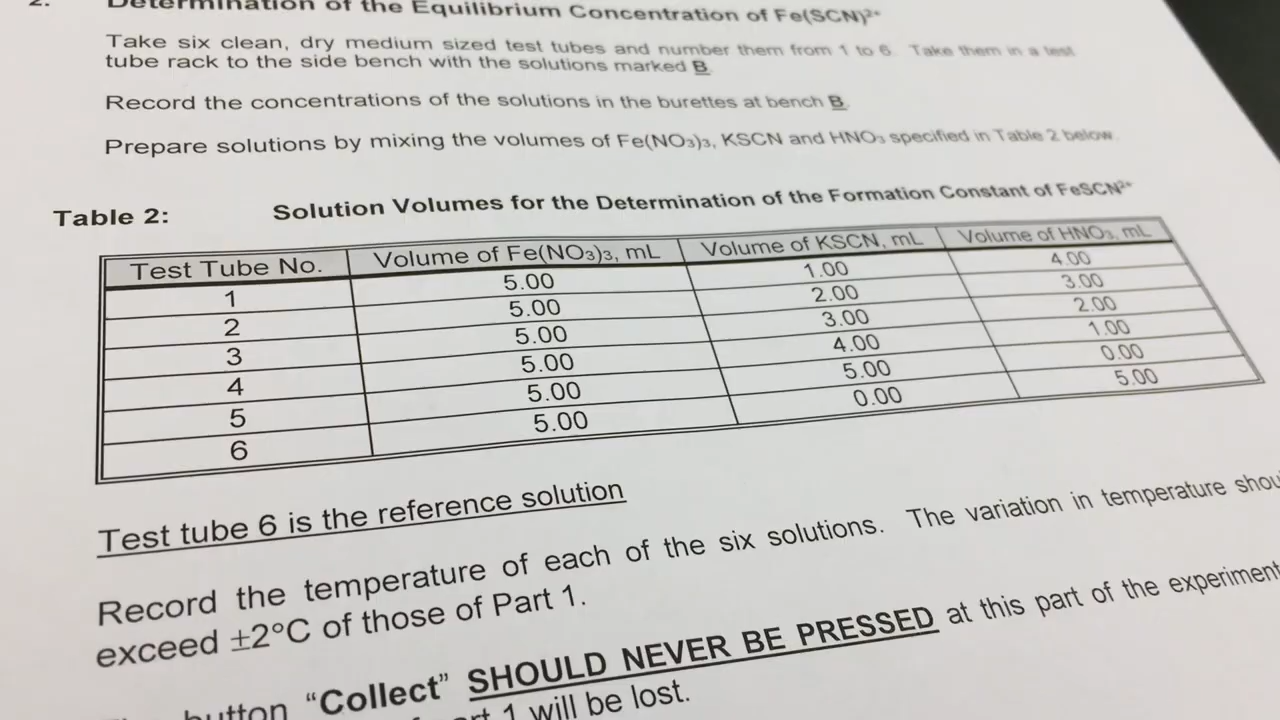 2. Determination of the Equilibrium Concentration of Fe(SCN)²⁺
Take six clean, dry medium sized test tubes and number them from 1 to 6. Take them in a test
tube rack to the side bench with the solutions marked B.
Record the concentrations of the solutions in the burettes at bench B.
Prepare solutions by mixing the volumes of Fe(NO₃)₃, KSCN and HNO₃ specified in Table 2 below.
Table 2: Solution Volumes for the Determination of the Formation Constant of FeSCN²⁺
Test Tube No. Volume of Fe(NO₃)₃, mL Volume of KSCN, mL Volume of HNO₃, mL
1 5.00 1.00 4.00
2 5.00 2.00 3.00
3 5.00 3.00 2.00
4 5.00 4.00 1.00
5 5.00 5.00 0.00
6 5.00 0.00 5.00
Test tube 6 is the reference solution
Record the temperature of each of the six solutions. The variation in temperature
exceed ±2°C of those of Part 1.
button “Collect” SHOULD NEVER BE PRESSED at this part of the experiment
1 will be lost.